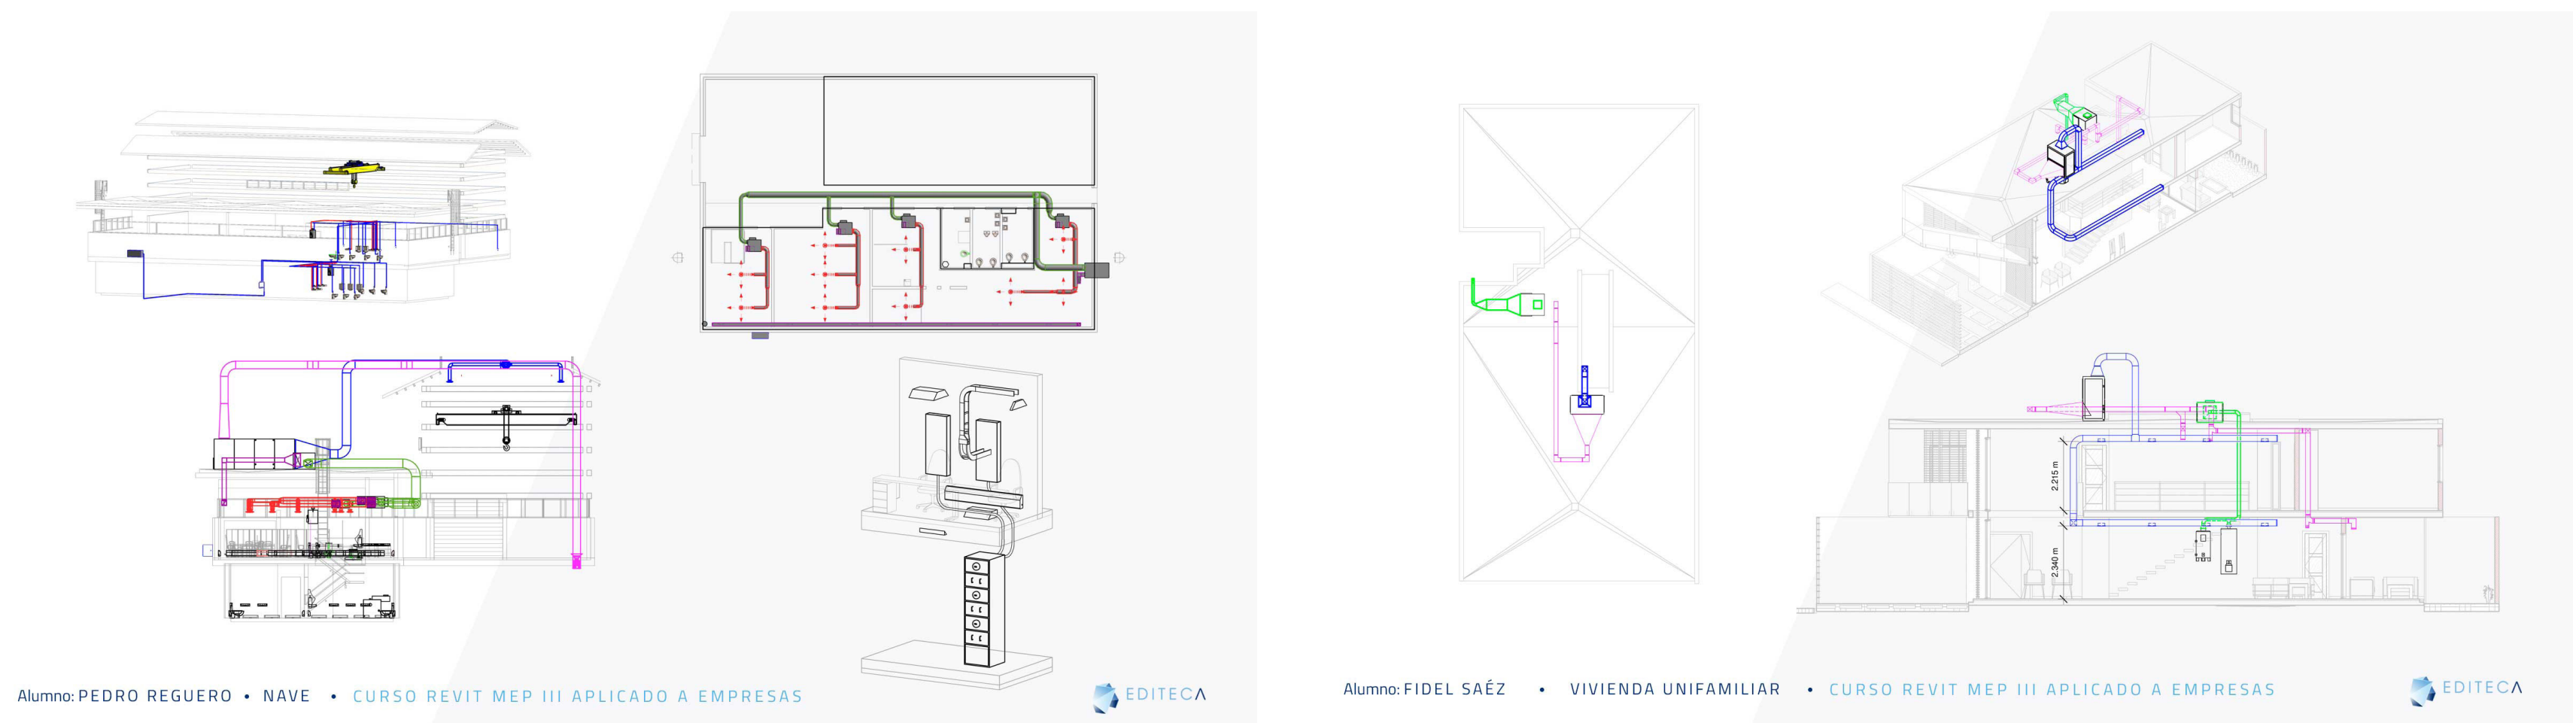 Alumno: PEDRO REGUERO • NAVE • CURSO REVIT MEP III APLICADO A EMPRESAS
EDITECA
2.215 m
2.340 m
Alumno: FIDEL SAÉZ • VIVIENDA UNIFAMILIAR • CURSO REVIT MEP III APLICADO A EMPRESAS
EDITECA